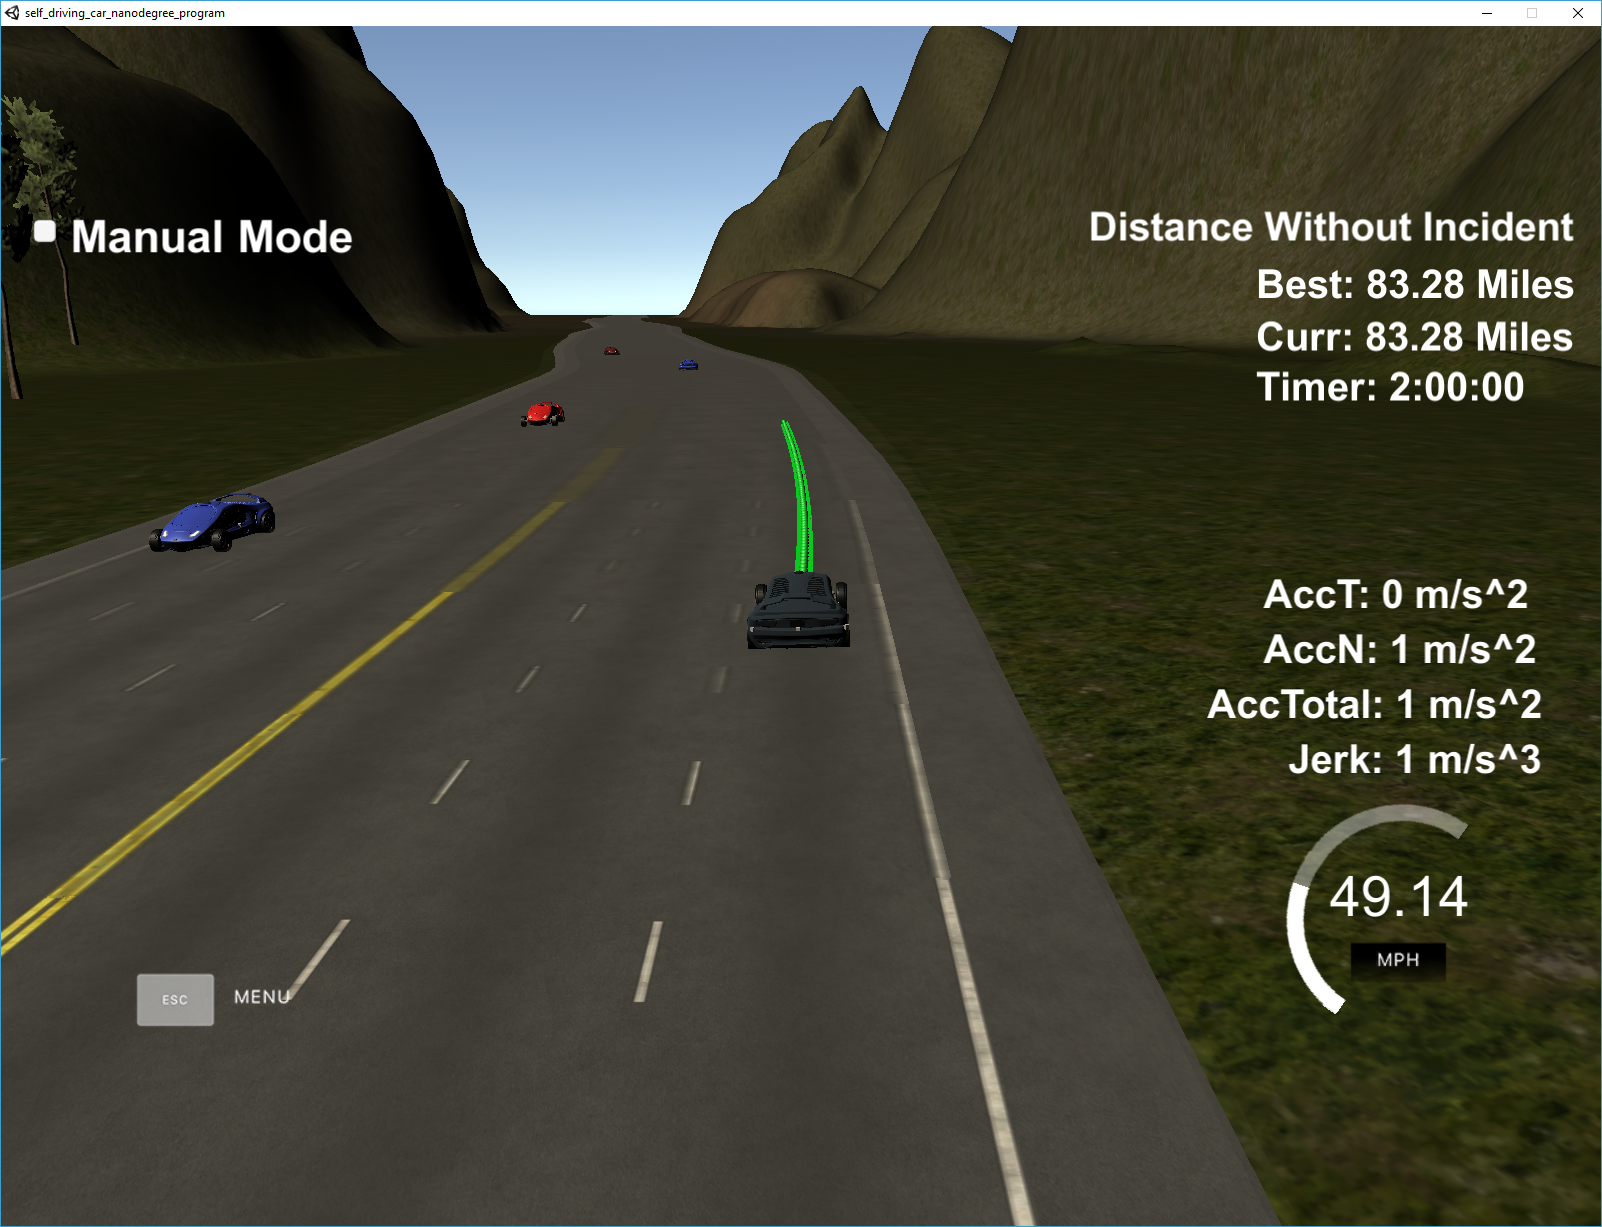 self_driving_car_nanodegree_program
Manual Mode
Distance Without Incident
Best: 83.28 Miles
Curr: 83.28 Miles
Timer: 2:00:00
AccT: 0 m/s^2
AccN: 1 m/s^2
AccTotal: 1 m/s^2
Jerk: 1 m/s^3
49.14
MPH
ESC MENU